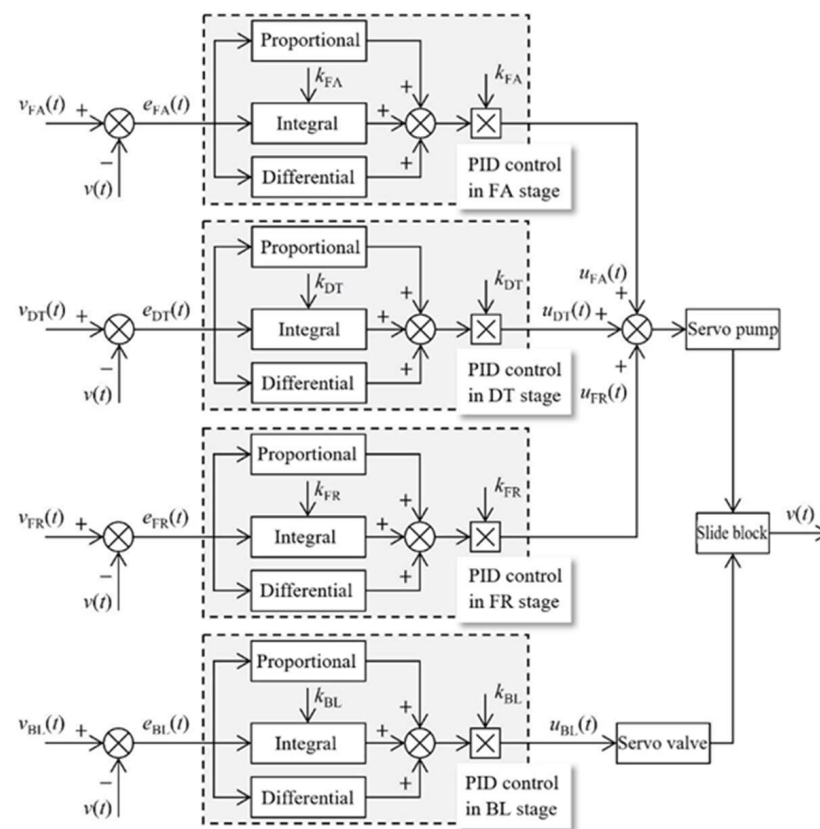 Proportional
k_FA
k_FA
v_FA(t) + e_FA(t) + Integral + 
− Differential +
v(t)
PID control
in FA stage
Proportional
k_DT
k_DT
u_FA(t)
+
v_DT(t) + e_DT(t) + Integral + u_DT(t) + Servo pump
− Differential + +
v(t)
PID control
in DT stage
u_FR(t)
Proportional
k_FR
k_FR
v_FR(t) + e_FR(t) + Integral + Slide block v(t)
− Differential +
v(t)
PID control
in FR stage
Proportional
k_BL
k_BL
v_BL(t) + e_BL(t) + Integral + u_BL(t) Servo valve
− Differential +
v(t)
PID control
in BL stage